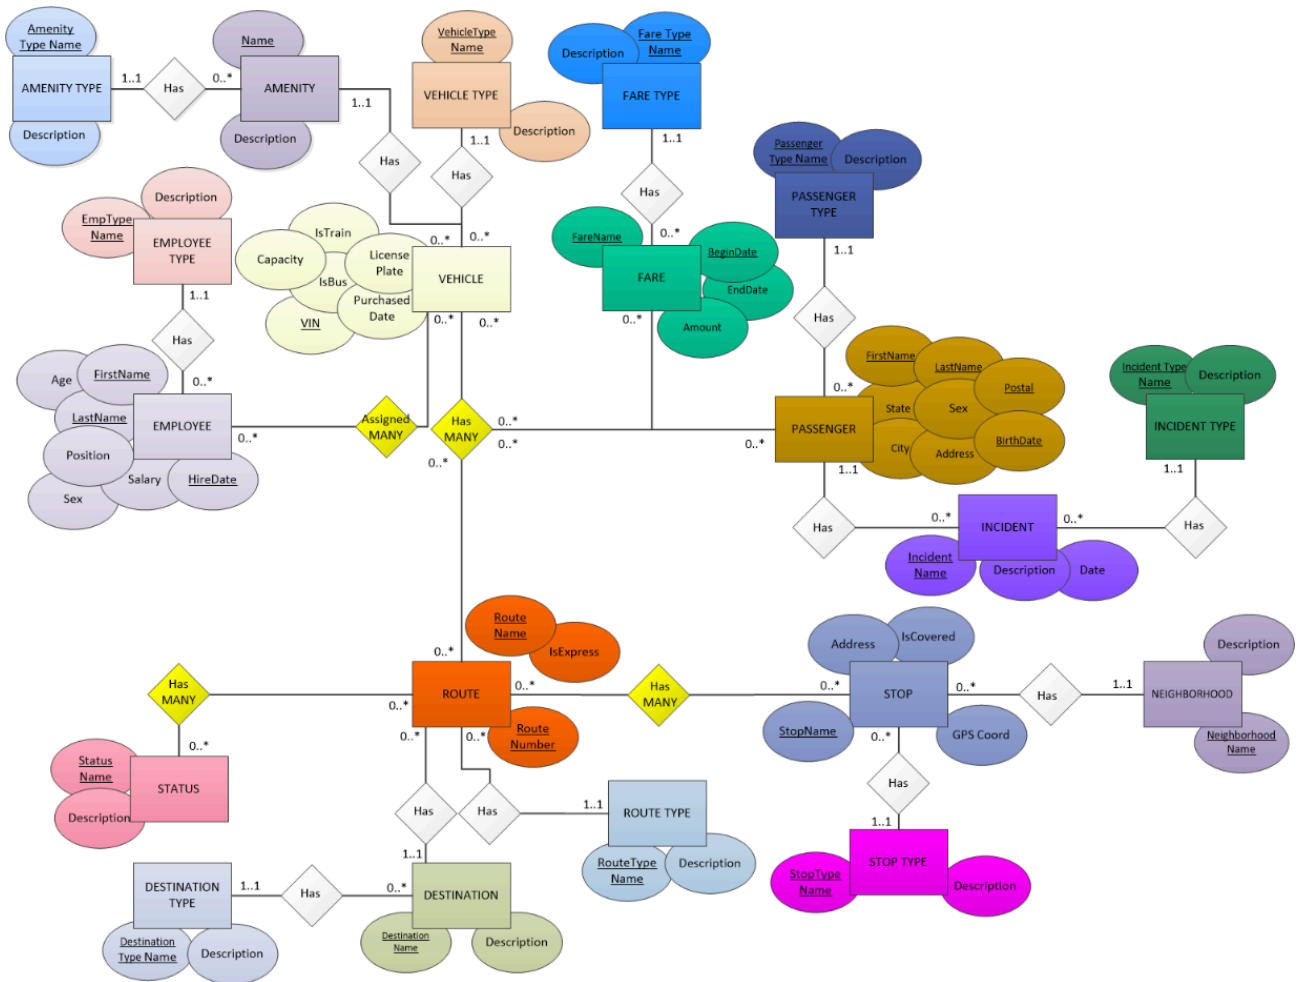 Amenity
Type Name
AMENITY TYPE
Description
1..1
Has
0..*
Name
AMENITY
Description
1..1
Has
0..*
VehicleType
Name
VEHICLE TYPE
Description
1..1
Has
0..*
Fare Type
Name
Description
FARE TYPE
1..1
Has
0..*
Passenger
Type Name
Description
PASSENGER
TYPE
1..1
Has
0..*
Description
EmpType
Name
EMPLOYEE
TYPE
1..1
Has
0..*
IsTrain
Capacity
License
Plate
IsBus
Purchased
Date
VIN
VEHICLE
0..*
0..*
FareName
FARE
BeginDate
EndDate
Amount
0..*
Age
FirstName
LastName
EMPLOYEE
Position
Salary
HireDate
Sex
0..*
Assigned
MANY
Has
MANY
0..*
0..*
0..*
0..*
FirstName
LastName
Postal
State
Sex
City
Address
BirthDate
PASSENGER
1..1
Has
0..*
Incident Type
Name
Description
INCIDENT TYPE
1..1
Has
0..*
INCIDENT
Incident
Name
Description
Date
Route
Name
IsExpress
0..*
ROUTE
Route
Number
0..*
0..*
0..*
0..*
Has
MANY
0..*
Status
Name
STATUS
Description
Has
MANY
0..*
Address
IsCovered
STOP
StopName
GPS Coord
0..*
0..*
Has
1..1
Description
NEIGHBORHOOD
Neighborhood
Name
Has
1..1
STOP TYPE
StopType
Name
Description
Has
1..1
ROUTE TYPE
RouteType
Name
Description
Has
1..1
DESTINATION
TYPE
1..1
Has
0..*
DESTINATION
Destination
Type Name
Description
Destination
Name
Description